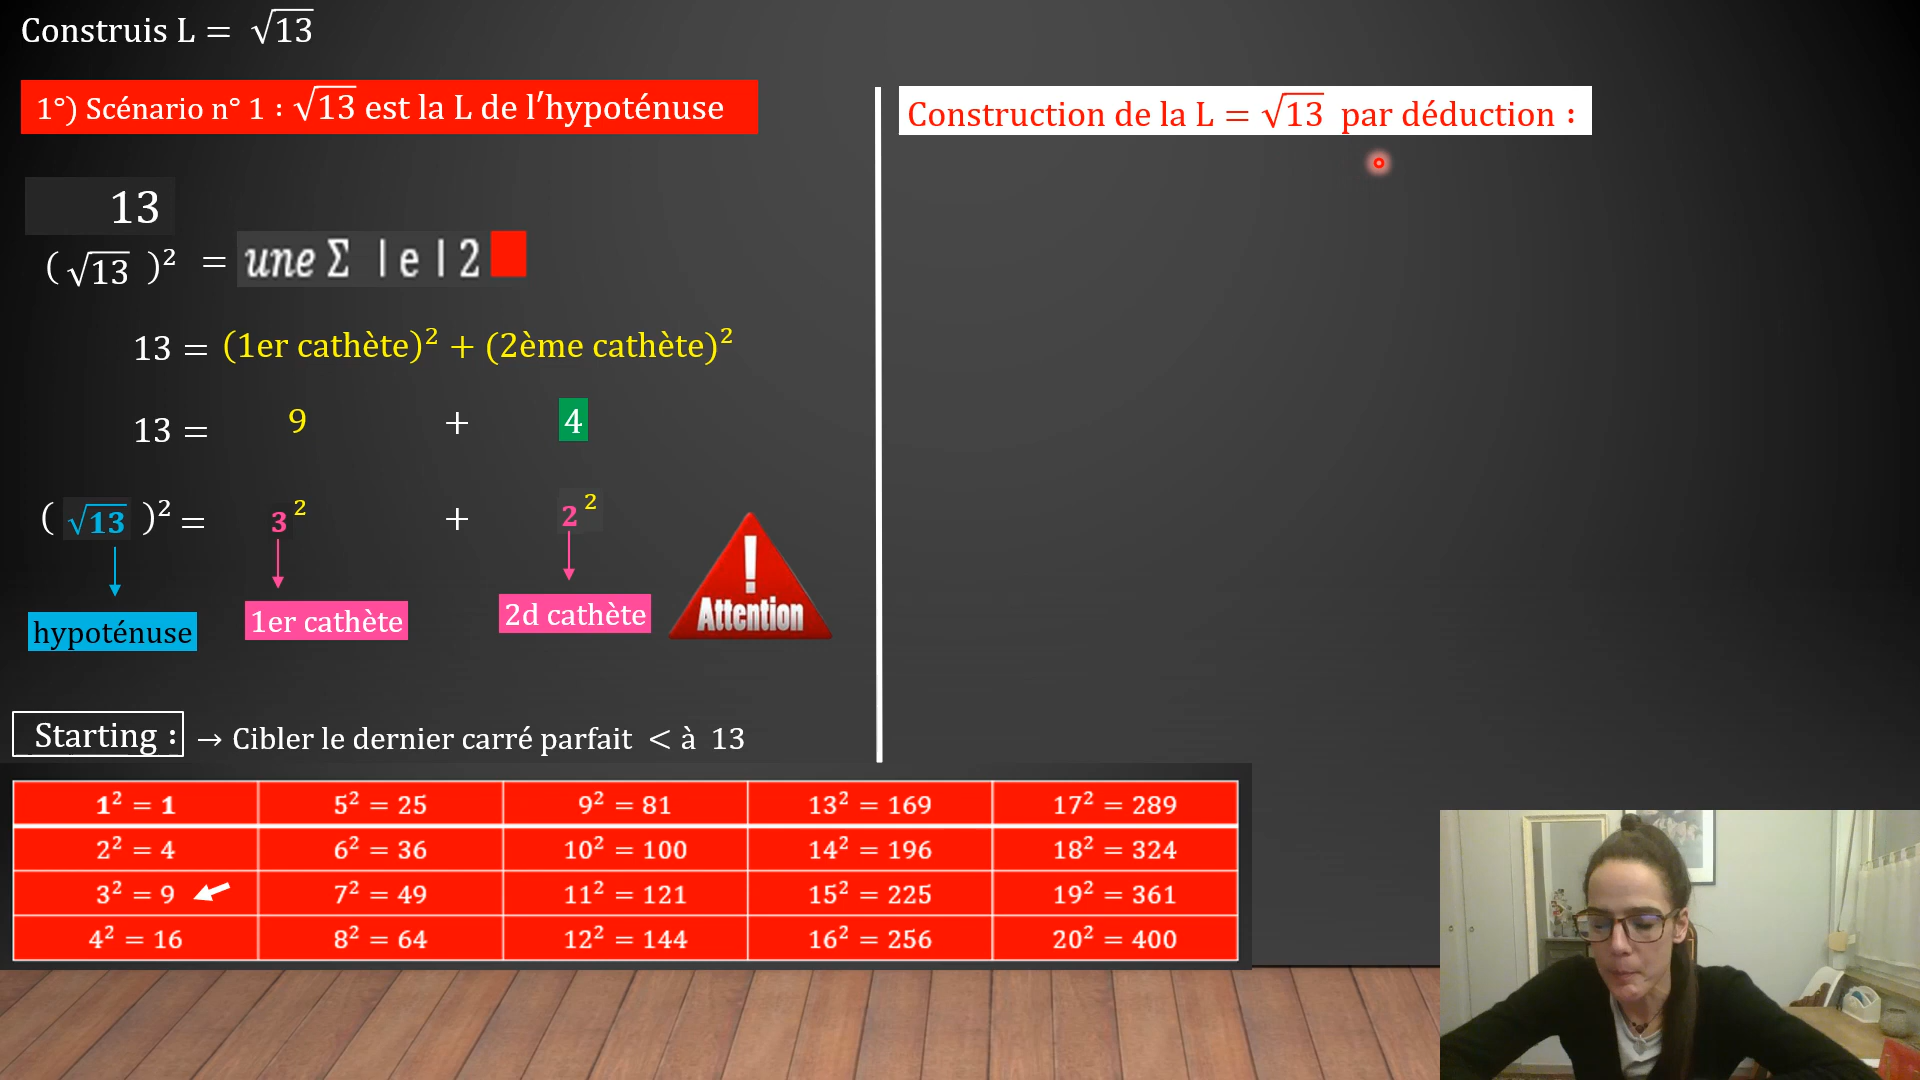 Construis L = √13
1°) Scénario n° 1 : √13 est la L de l'hypoténuse
13
(√13 )² = une Σ l e l 2
13 = (1er cathète)² + (2ème cathète)²
13 = 9 + 4
( √13 )² = 3² + 2²
hypoténuse 1er cathète 2d cathète
! Attention
Starting : → Cibler le dernier carré parfait < à 13
1² = 1 5² = 25 9² = 81 13² = 169 17² = 289
2² = 4 6² = 36 10² = 100 14² = 196 18² = 324
3² = 9 7² = 49 11² = 121 15² = 225 19² = 361
4² = 16 8² = 64 12² = 144 16² = 256 20² = 400
Construction de la L = √13 par déduction :